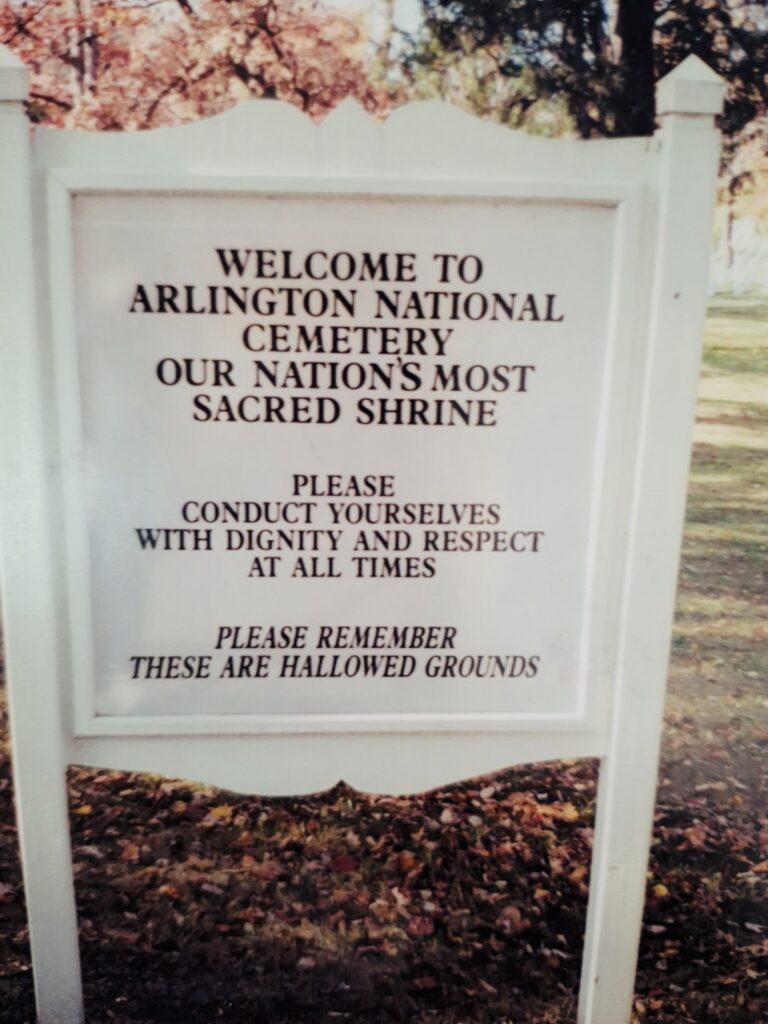 WELCOME TO
ARLINGTON NATIONAL
CEMETERY
OUR NATION'S MOST
SACRED SHRINE
PLEASE
CONDUCT YOURSELVES
WITH DIGNITY AND RESPECT
AT ALL TIMES
PLEASE REMEMBER
THESE ARE HALLOWED GROUNDS